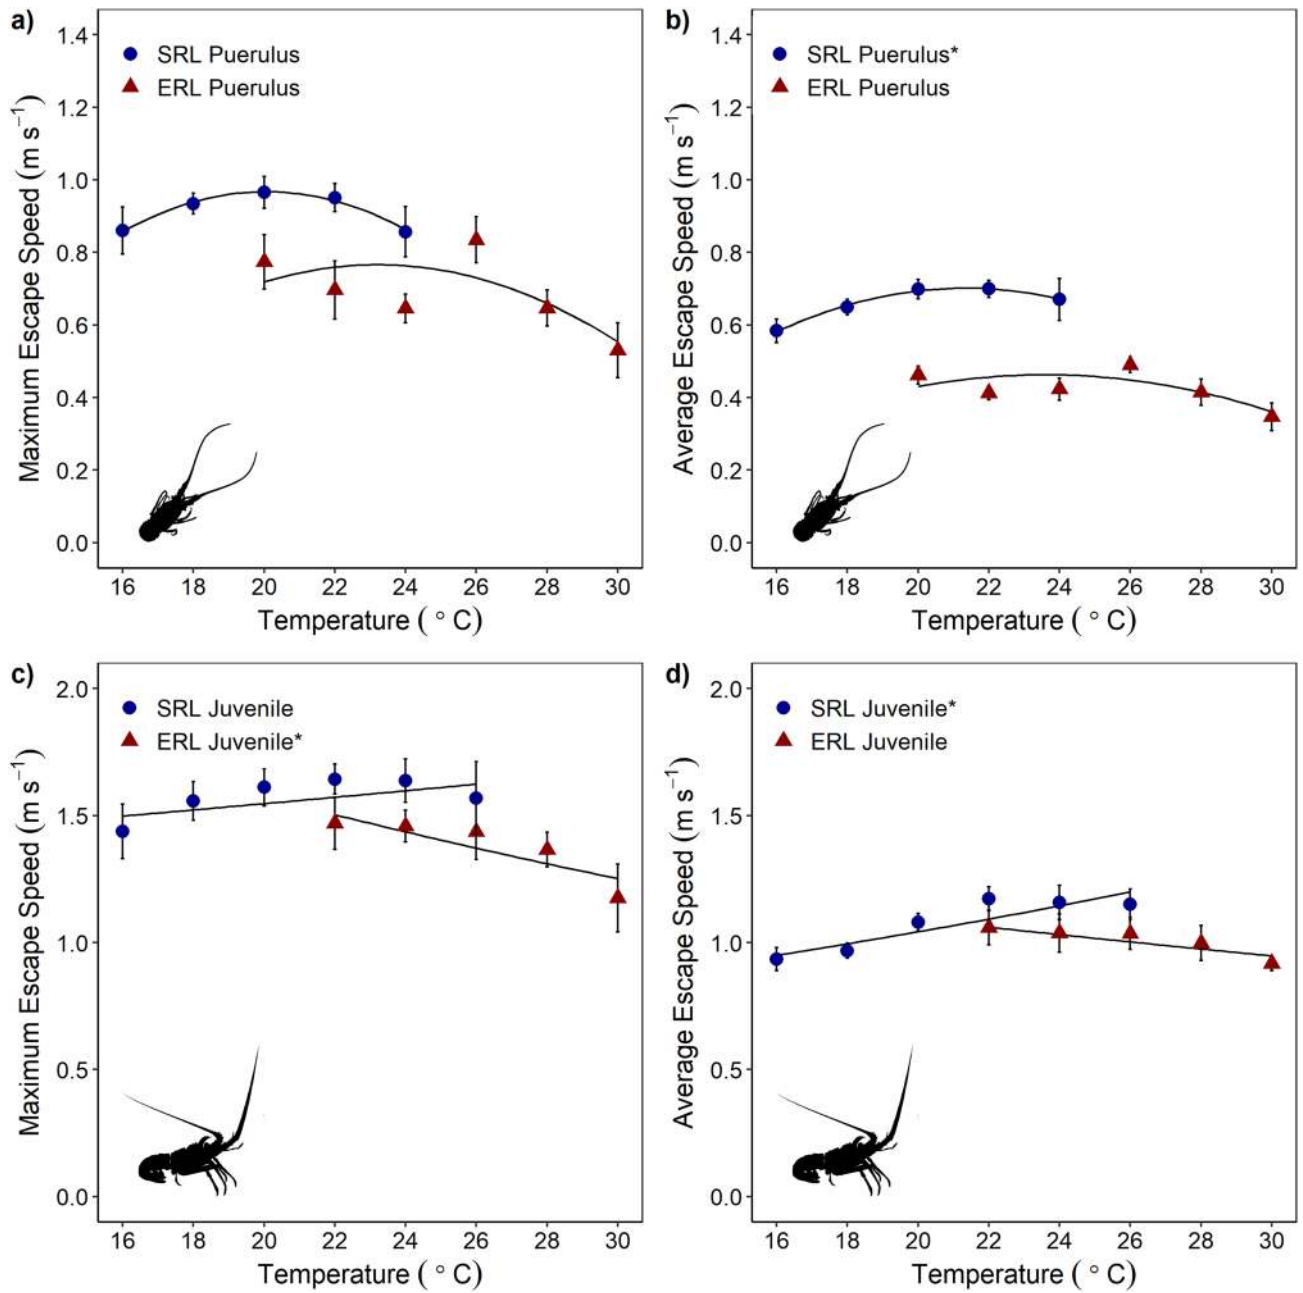 a)
SRL Puerulus
ERL Puerulus
Maximum Escape Speed (m s⁻¹)
1.4
1.2
1.0
0.8
0.6
0.4
0.2
0.0
16 18 20 22 24 26 28 30
Temperature ( ° C)
b)
SRL Puerulus*
ERL Puerulus
Average Escape Speed (m s⁻¹)
1.4
1.2
1.0
0.8
0.6
0.4
0.2
0.0
16 18 20 22 24 26 28 30
Temperature ( ° C)
c)
SRL Juvenile
ERL Juvenile*
Maximum Escape Speed (m s⁻¹)
2.0
1.5
1.0
0.5
0.0
16 18 20 22 24 26 28 30
Temperature ( ° C)
d)
SRL Juvenile*
ERL Juvenile
Average Escape Speed (m s⁻¹)
2.0
1.5
1.0
0.5
0.0
16 18 20 22 24 26 28 30
Temperature ( ° C)